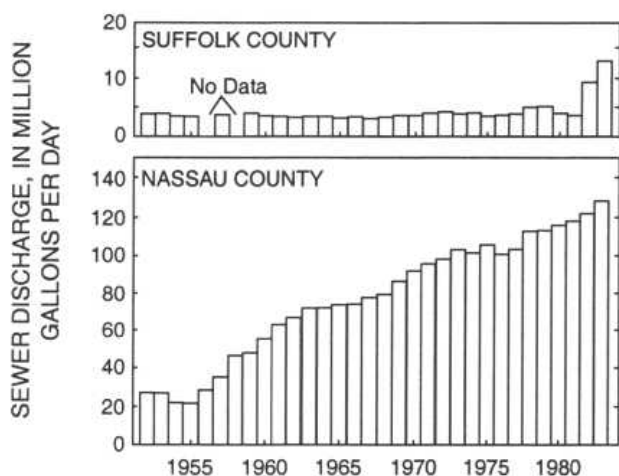 SEWER DISCHARGE, IN MILLION
GALLONS PER DAY
20
SUFFOLK COUNTY
No Data
10
0
140
NASSAU COUNTY
120
100
80
60
40
20
0
1955 1960 1965 1970 1975 1980